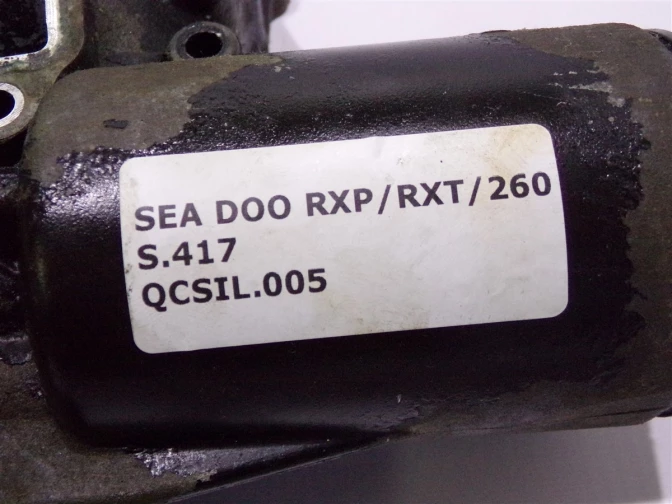 SEA DOO RXP/RXT/260
S.417
QCSIL.005